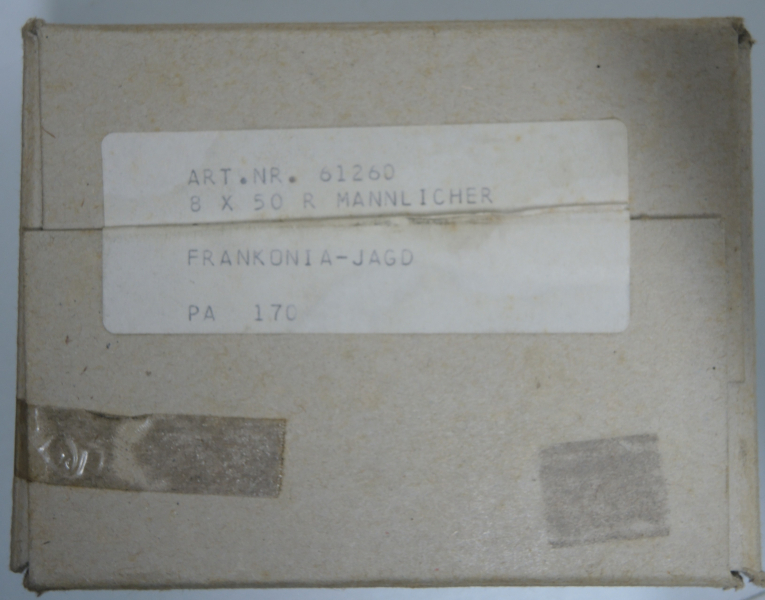 ART.NR. 61260
8 X 50 R MANNLICHER
FRANKONIA-JAGD
PA 170